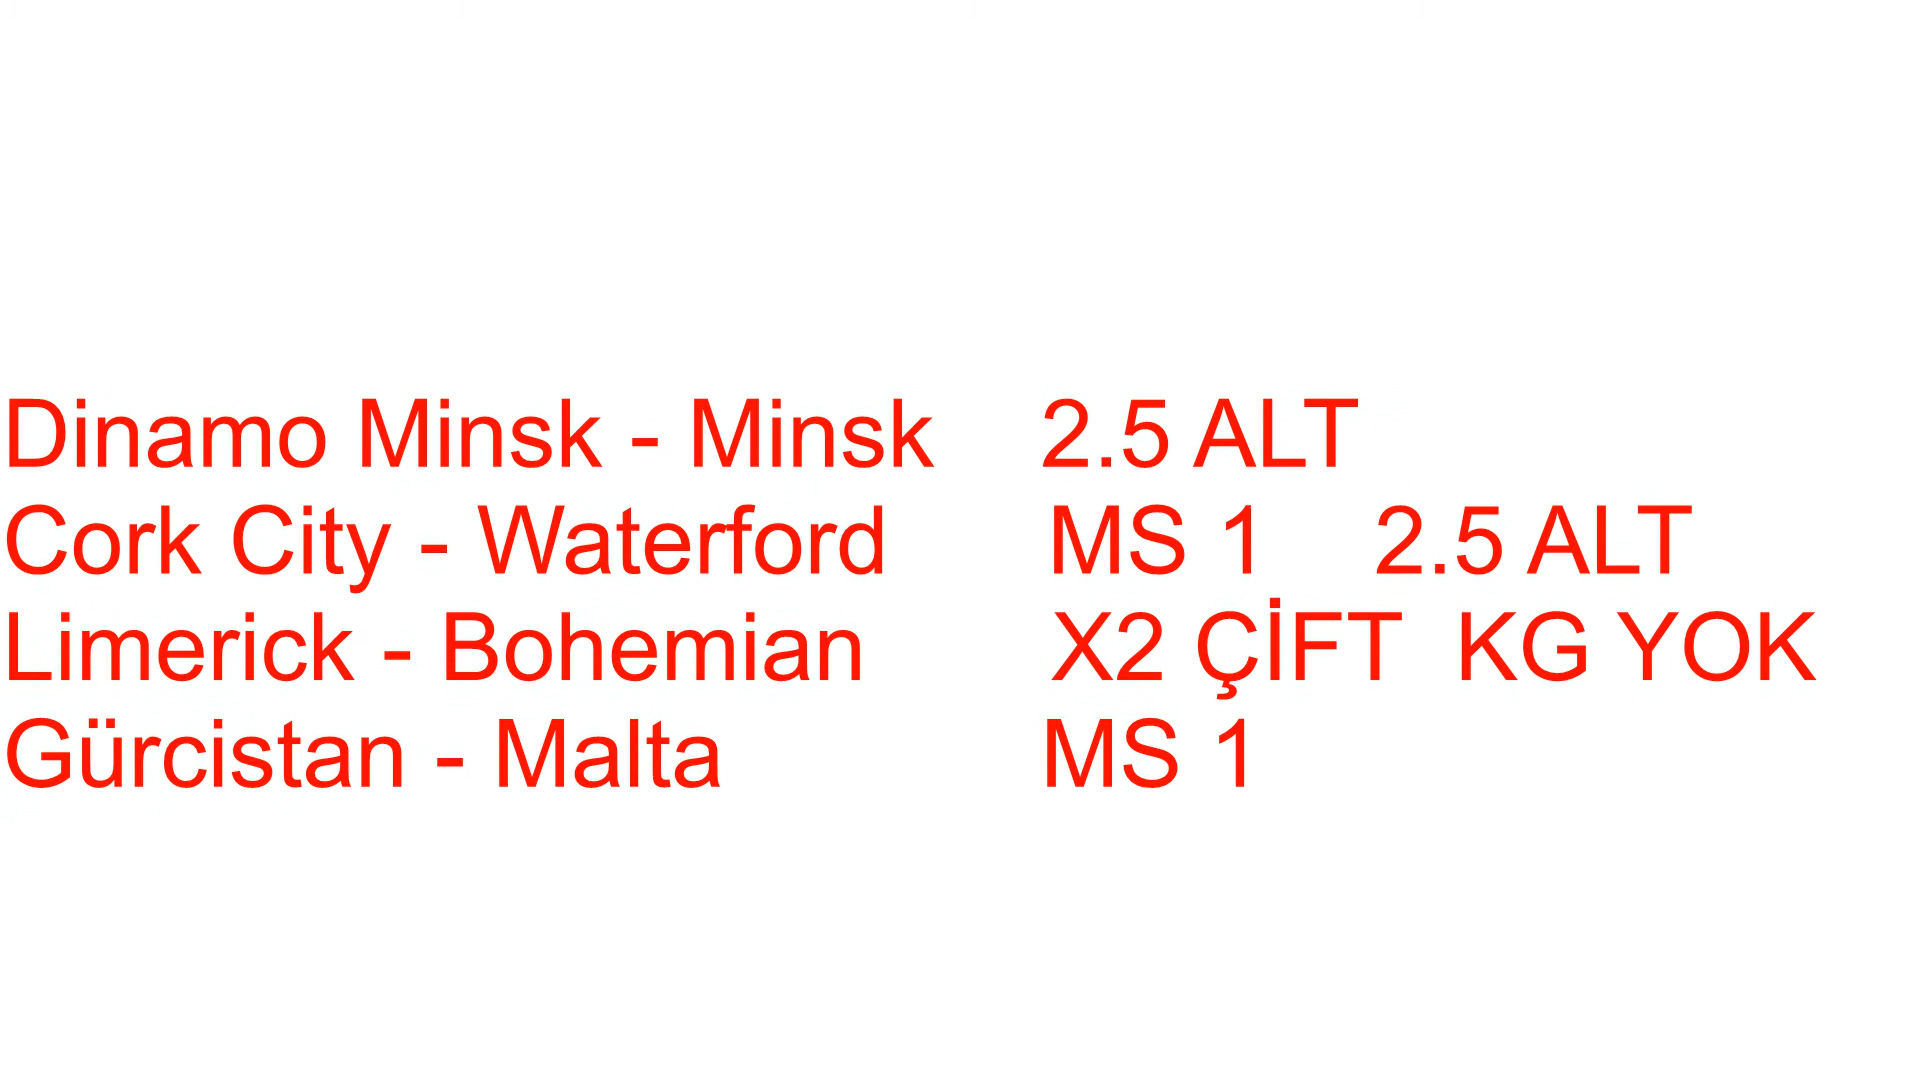 Dinamo Minsk - Minsk 2.5 ALT
Cork City - Waterford MS 1 2.5 ALT
Limerick - Bohemian X2 ÇİFT KG YOK
Gürcistan - Malta MS 1